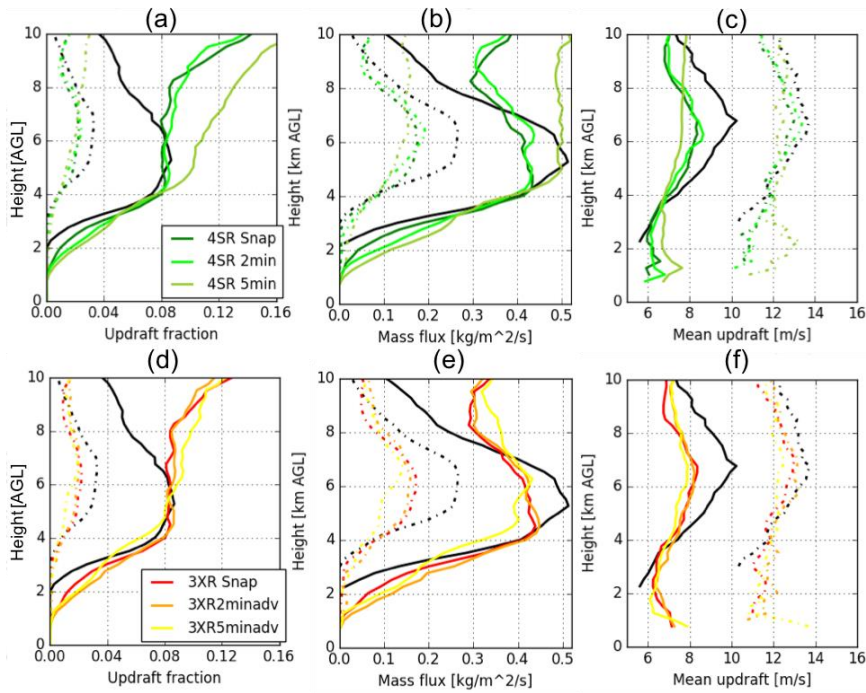 (a) (b) (c)
10 10 10
8 8 8
6 6 6
4 4 4
2 2 2
0 0 0
Height[AGL] Height [km AGL] Height [AGL]
4SR Snap
4SR 2min
4SR 5min
0.00 0.04 0.08 0.12 0.16 0.0 0.1 0.2 0.3 0.4 0.5 6 8 10 12 14 16
Updraft fraction Mass flux [kg/m^2/s] Mean updraft [m/s]
(d) (e) (f)
10 10 10
8 8 8
6 6 6
4 4 4
2 2 2
0 0 0
Height[AGL] Height [km AGL] Height [AGL]
3XR Snap
3XR2minadv
3XR5minadv
0.00 0.04 0.08 0.12 0.16 0.0 0.1 0.2 0.3 0.4 0.5 6 8 10 12 14 16
Updraft fraction Mass flux [kg/m^2/s] Mean updraft [m/s]